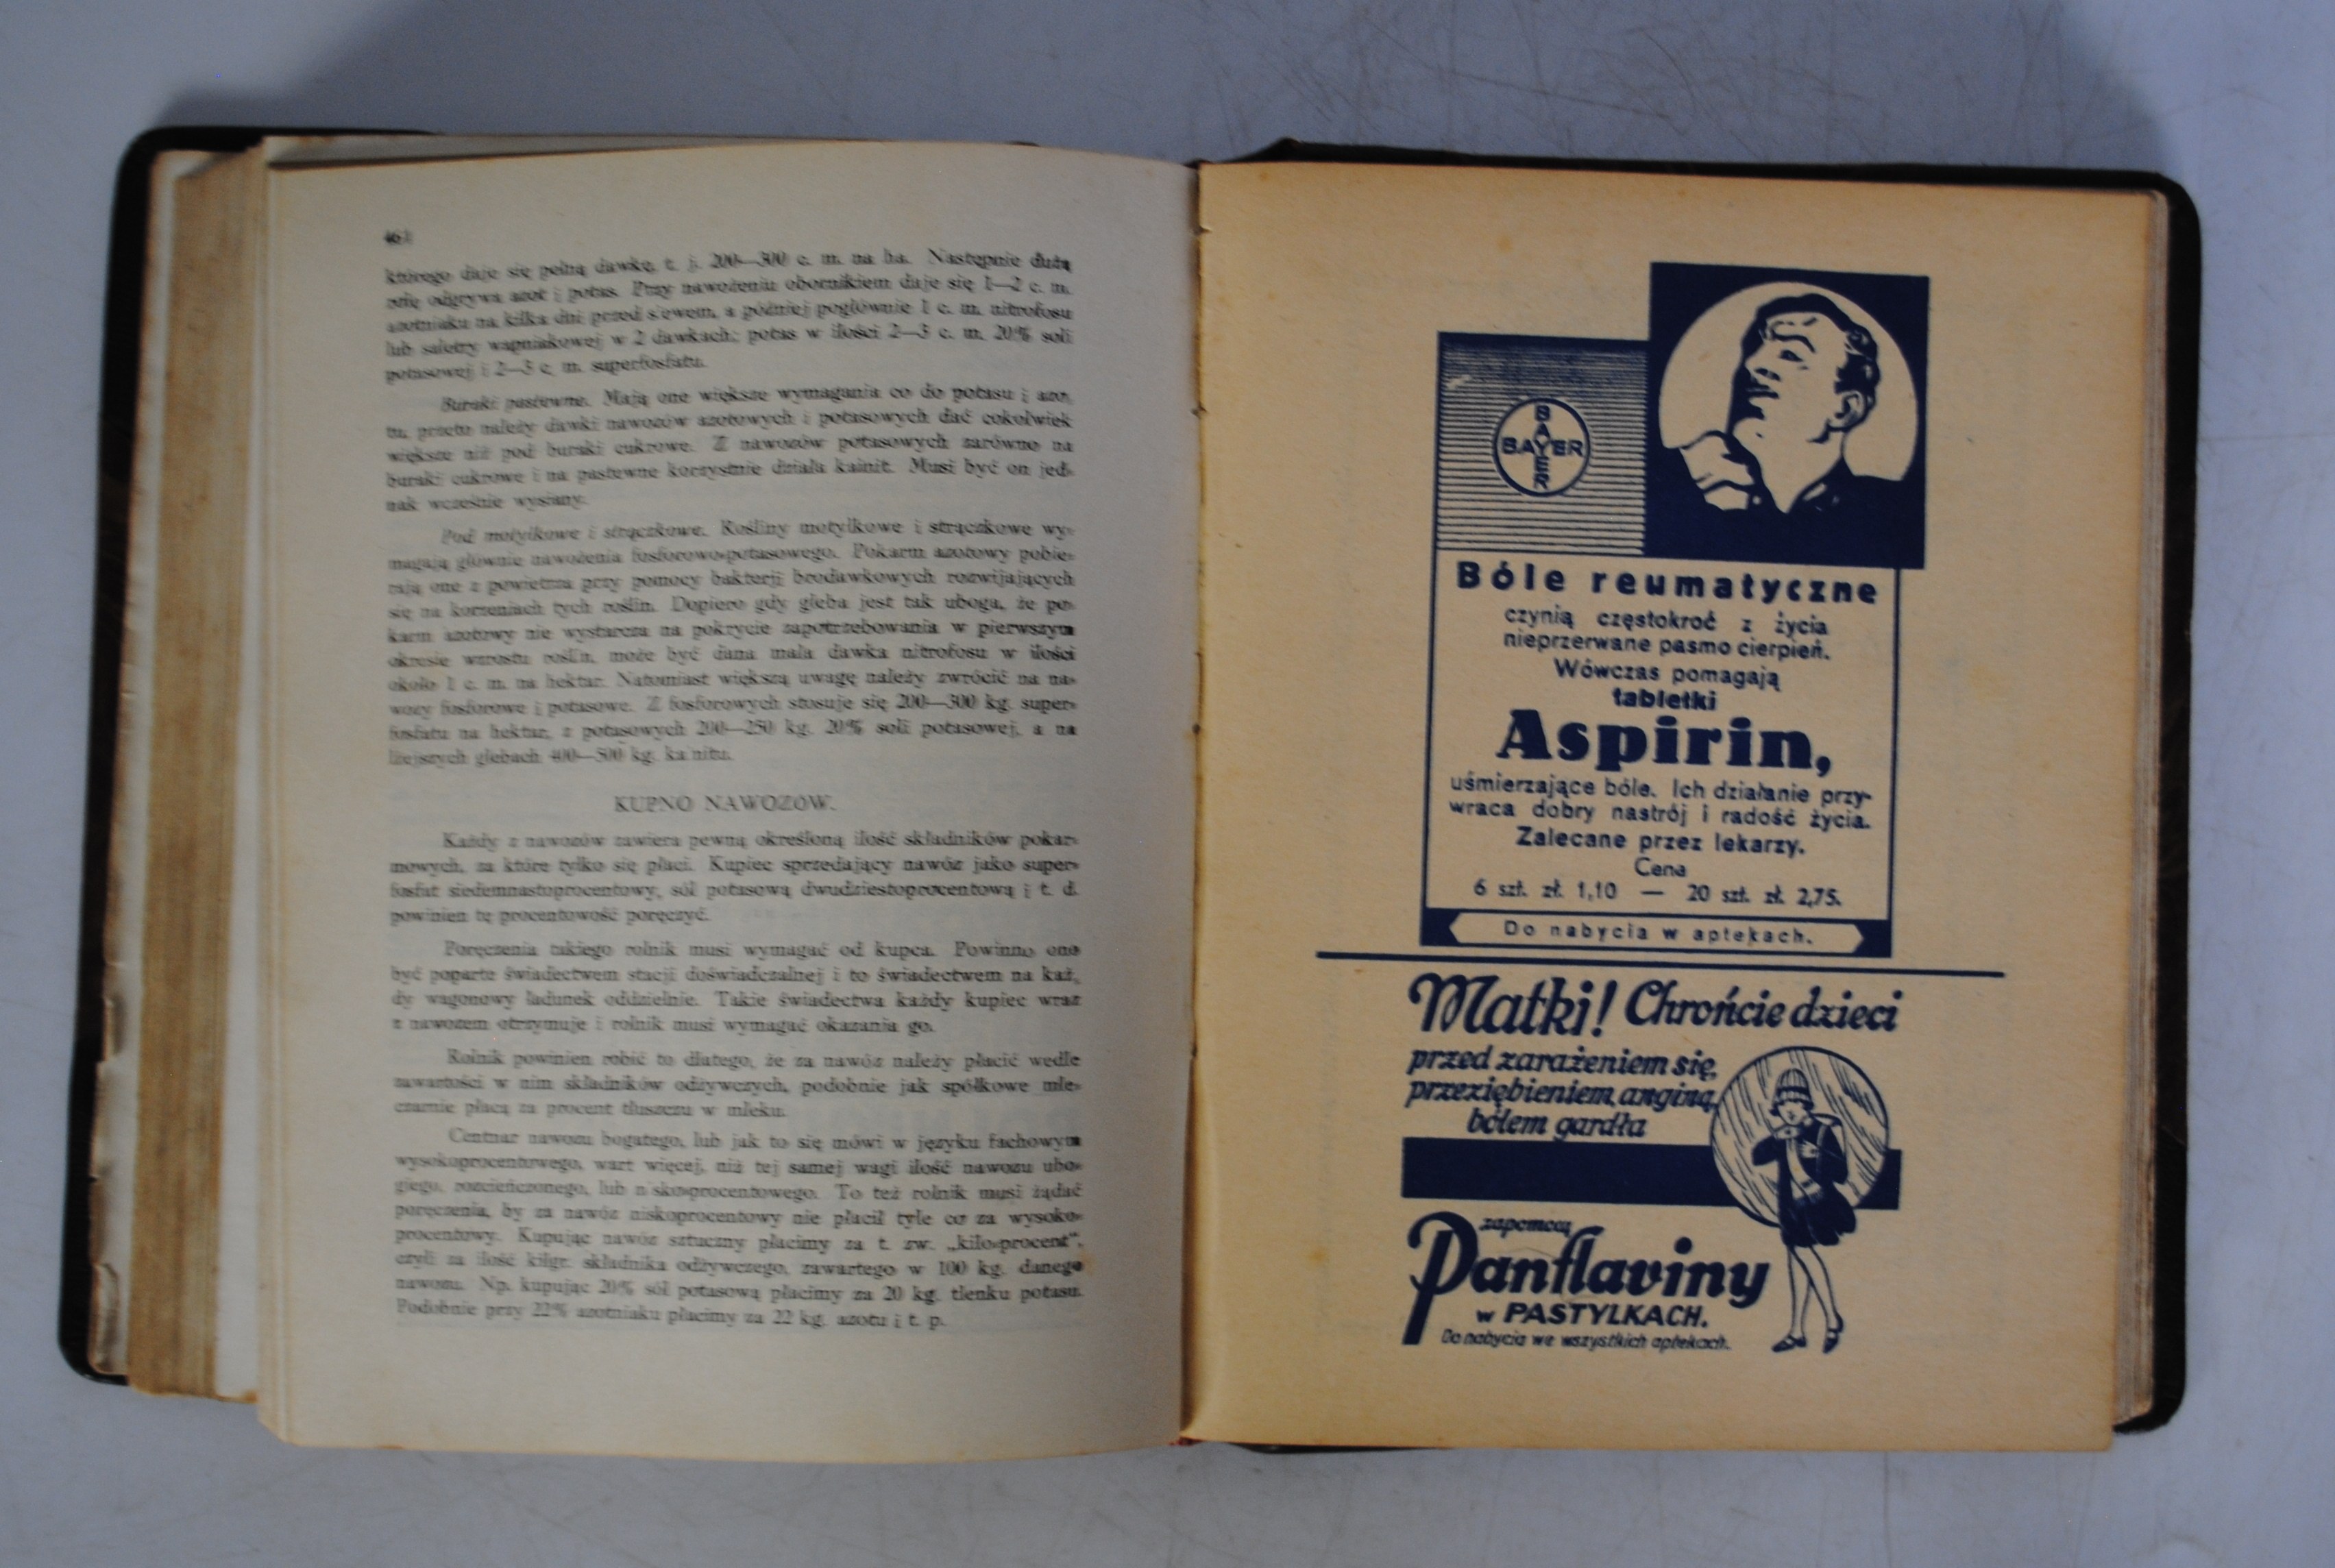 którego daje się pełną dawkę, t. j. 200—300 c. m. na ha. Następnie dużą
rolę odgrywa azot i potas. Przy nawożeniu obornikiem daje się 1—2 c. m.
azotniaku na kilka dni przed s'ewem, a później pogłównie 1 c. m. nitrofosu
lub saletry wapniakowej w 2 dawkach; potas w ilości 2—3 c. m. 20% soli
potasowej i 2—3 c. m. superfosfatu.
Buraki pastewne. Mają one większe wymagania co do potasu i azo,
tu, przeto należy dawki nawozów azotowych i potasowych dać cokolwiek
większe niż pod buraki cukrowe. Z nawozów potasowych zarówno na
buraki cukrowe i na pastewne korzystnie działa kainit. Musi być on jed-
nak wcześnie wysiany.
Pod motylkowe i strączkowe. Rośliny motylkowe i strączkowe wy-
magają głównie nawożenia fosforowo-potasowego. Pokarm azotowy pobie-
rają one z powietrza przy pomocy bakterji brodawkowych rozwijających
się na korzeniach tych roślin. Dopiero gdy gleba jest tak uboga, że po-
karm azotowy nie wystarcza na pokrycie zapotrzebowania w pierwszym
okresie wzrostu roślin, może być dana mała dawka nitrofosu w ilości
około 1 c. m. na hektar. Natomiast większą uwagę należy zwrócić na na-
wozy fosforowe i potasowe. Z fosforowych stosuje się 200—300 kg. super-
fosfatu na hektar, z potasowych 200—250 kg. 20% soli potasowej, a na
lżejszych glebach 400—500 kg. ka'nitu.
KUPNO NAWOZÓW.
Każdy z nawozów zawiera pewną określoną ilość składników pokar-
mowych, za które tylko się płaci. Kupiec sprzedający nawóz jako super-
fosfat siedemnastoprocentowy, sól potasową dwudziestoprocentową i t. d.
powinien tę procentowość poręczyć.
Poręczenia takiego rolnik musi wymagać od kupca. Powinno ono
być poparte świadectwem stacji doświadczalnej i to świadectwem na każ,
dy wagonowy ładunek oddzielnie. Takie świadectwa każdy kupiec wraz
z nawozem otrzymuje i rolnik musi wymagać okazania go.
Rolnik powinien robić to dlatego, że za nawóz należy płacić wedle
zawartości w nim składników odżywczych, podobnie jak spółkowe mle-
czarnie płacą za procent tłuszczu w mleku.
Centnar nawozu bogatego, lub jak to się mówi w języku fachowym
wysokoprocentowego, wart więcej, niż tej samej wagi ilość nawozu ubo-
giego, rozcieńczonego, lub n'skoprocentowego. To też rolnik musi żądać
poręczenia, by za nawóz niskoprocentowy nie płacił tyle co za wysoko-
procentowy. Kupując nawóz sztuczny płacimy za t. zw. „kilo-procent“,
czyli za ilość kilgr. składnika odżywczego, zawartego w 100 kg. danego
nawozu. Np. kupując 20% sól potasową płacimy za 20 kg. tlenku potasu.
Podobnie przy 22% azotniaku płacimy za 22 kg. azotu i t. p.
BAYER
BAYER
Bóle reumatyczne
czynią częstokroć z życia
nieprzerwane pasmo cierpień.
Wówczas pomagają
tabletki
Aspirin,
uśmierzające bóle. Ich działanie przy-
wraca dobry nastrój i radość życia.
Zalecane przez lekarzy.
Cena
6 szt. zł. 1,10 — 20 szt. zł. 2,75.
Do nabycia w aptekach.
Matki! Chrońcie dzieci
przed zarażeniem się,
przeziębieniem, anginą,
bólem gardła
zapomocą
Panflaviny
w PASTYLKACH.
Do nabycia we wszystkich aptekach.